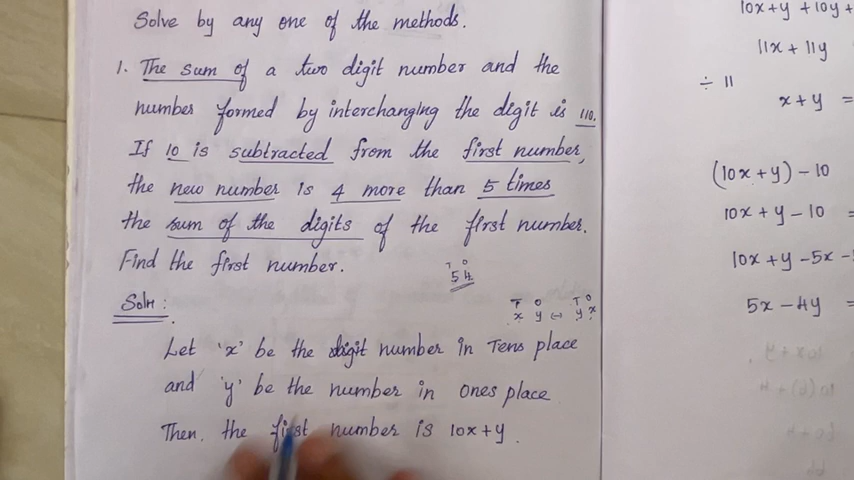 Solve by any one of the methods.
1. The sum of a two digit number and the
number formed by interchanging the digit is 110.
If 10 is subtracted from the first number,
the new number is 4 more than 5 times
the sum of the digits of the first number.
Find the first number.
T O
54
Soln:
T O T O
x y ↔ y x
Let 'x' be the digit number in Tens place
and 'y' be the number in ones place
Then, the first number is 10x+y.
10x+y +10y+
11x + 11y
÷ 11
x+y =
(10x+y) - 10
10x+y-10 =
10x+y -5x -
5x -4y =